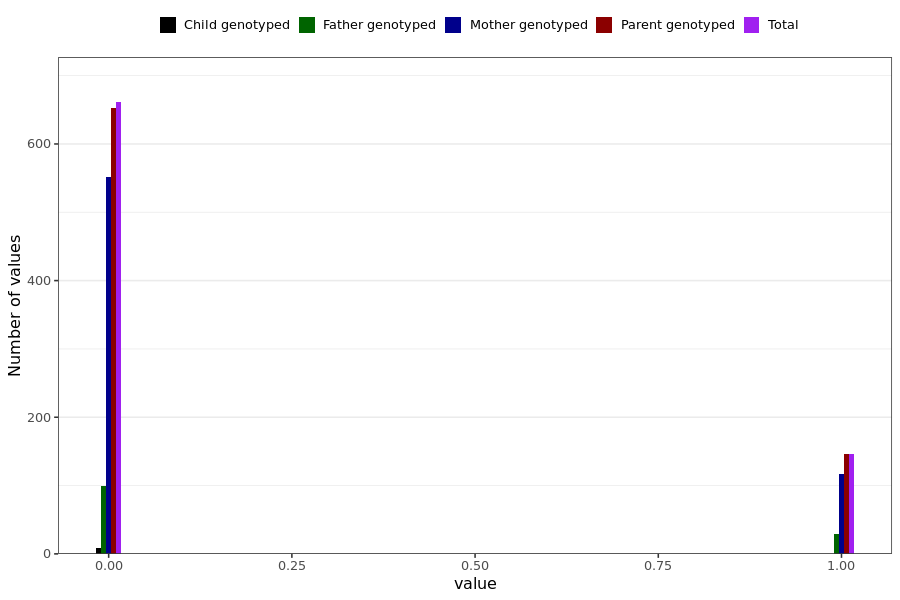 Child genotyped Father genotyped Mother genotyped Parent genotyped Total
Number of values
600
400
200
0
0.00 0.25 0.50 0.75 1.00
value